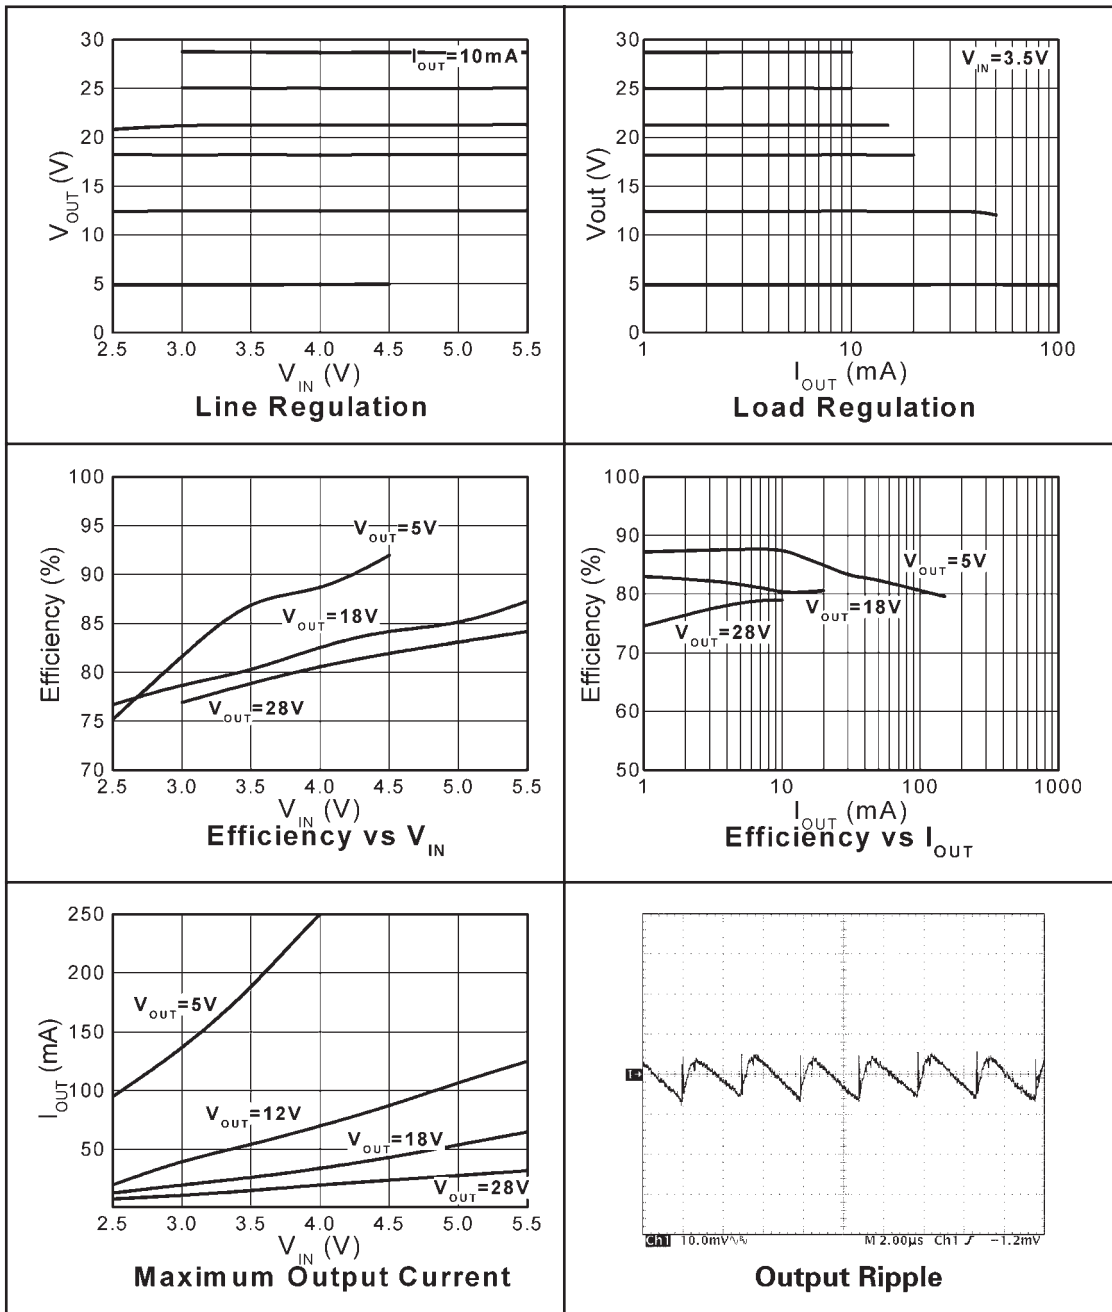 30
25
20
15
10
5
0
V_OUT (V)
I_OUT=10mA
2.5 3.0 3.5 4.0 4.5 5.0 5.5
V_IN (V)
Line Regulation
30
25
20
15
10
5
0
Vout (V)
V_IN=3.5V
1 10 100
I_OUT (mA)
Load Regulation
100
95
90
85
80
75
70
Efficiency (%)
V_OUT=5V
V_OUT=18V
V_OUT=28V
2.5 3.0 3.5 4.0 4.5 5.0 5.5
V_IN (V)
Efficiency vs V_IN
100
90
80
70
60
50
Efficiency (%)
V_OUT=5V
V_OUT=18V
V_OUT=28V
1 10 100 1000
I_OUT (mA)
Efficiency vs I_OUT
250
200
150
100
50
I_OUT (mA)
V_OUT=5V
V_OUT=12V
V_OUT=18V
V_OUT=28V
2.5 3.0 3.5 4.0 4.5 5.0 5.5
V_IN (V)
Maximum Output Current
Ch1 10.0mV M 2.00µs Ch1 -1.2mV
Output Ripple